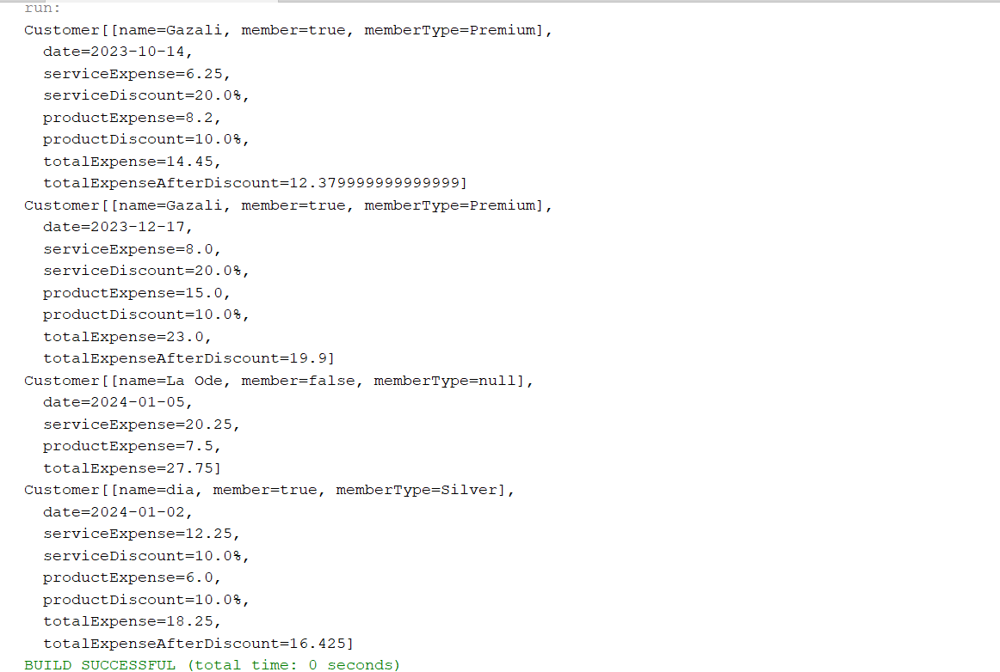 run:
Customer[[name=Gazali, member=true, memberType=Premium],
  date=2023-10-14,
  serviceExpense=6.25,
  serviceDiscount=20.0%,
  productExpense=8.2,
  productDiscount=10.0%,
  totalExpense=14.45,
  totalExpenseAfterDiscount=12.379999999999999]
Customer[[name=Gazali, member=true, memberType=Premium],
  date=2023-12-17,
  serviceExpense=8.0,
  serviceDiscount=20.0%,
  productExpense=15.0,
  productDiscount=10.0%,
  totalExpense=23.0,
  totalExpenseAfterDiscount=19.9]
Customer[[name=La Ode, member=false, memberType=null],
  date=2024-01-05,
  serviceExpense=20.25,
  productExpense=7.5,
  totalExpense=27.75]
Customer[[name=dia, member=true, memberType=Silver],
  date=2024-01-02,
  serviceExpense=12.25,
  serviceDiscount=10.0%,
  productExpense=6.0,
  productDiscount=10.0%,
  totalExpense=18.25,
  totalExpenseAfterDiscount=16.425]
BUILD SUCCESSFUL (total time: 0 seconds)